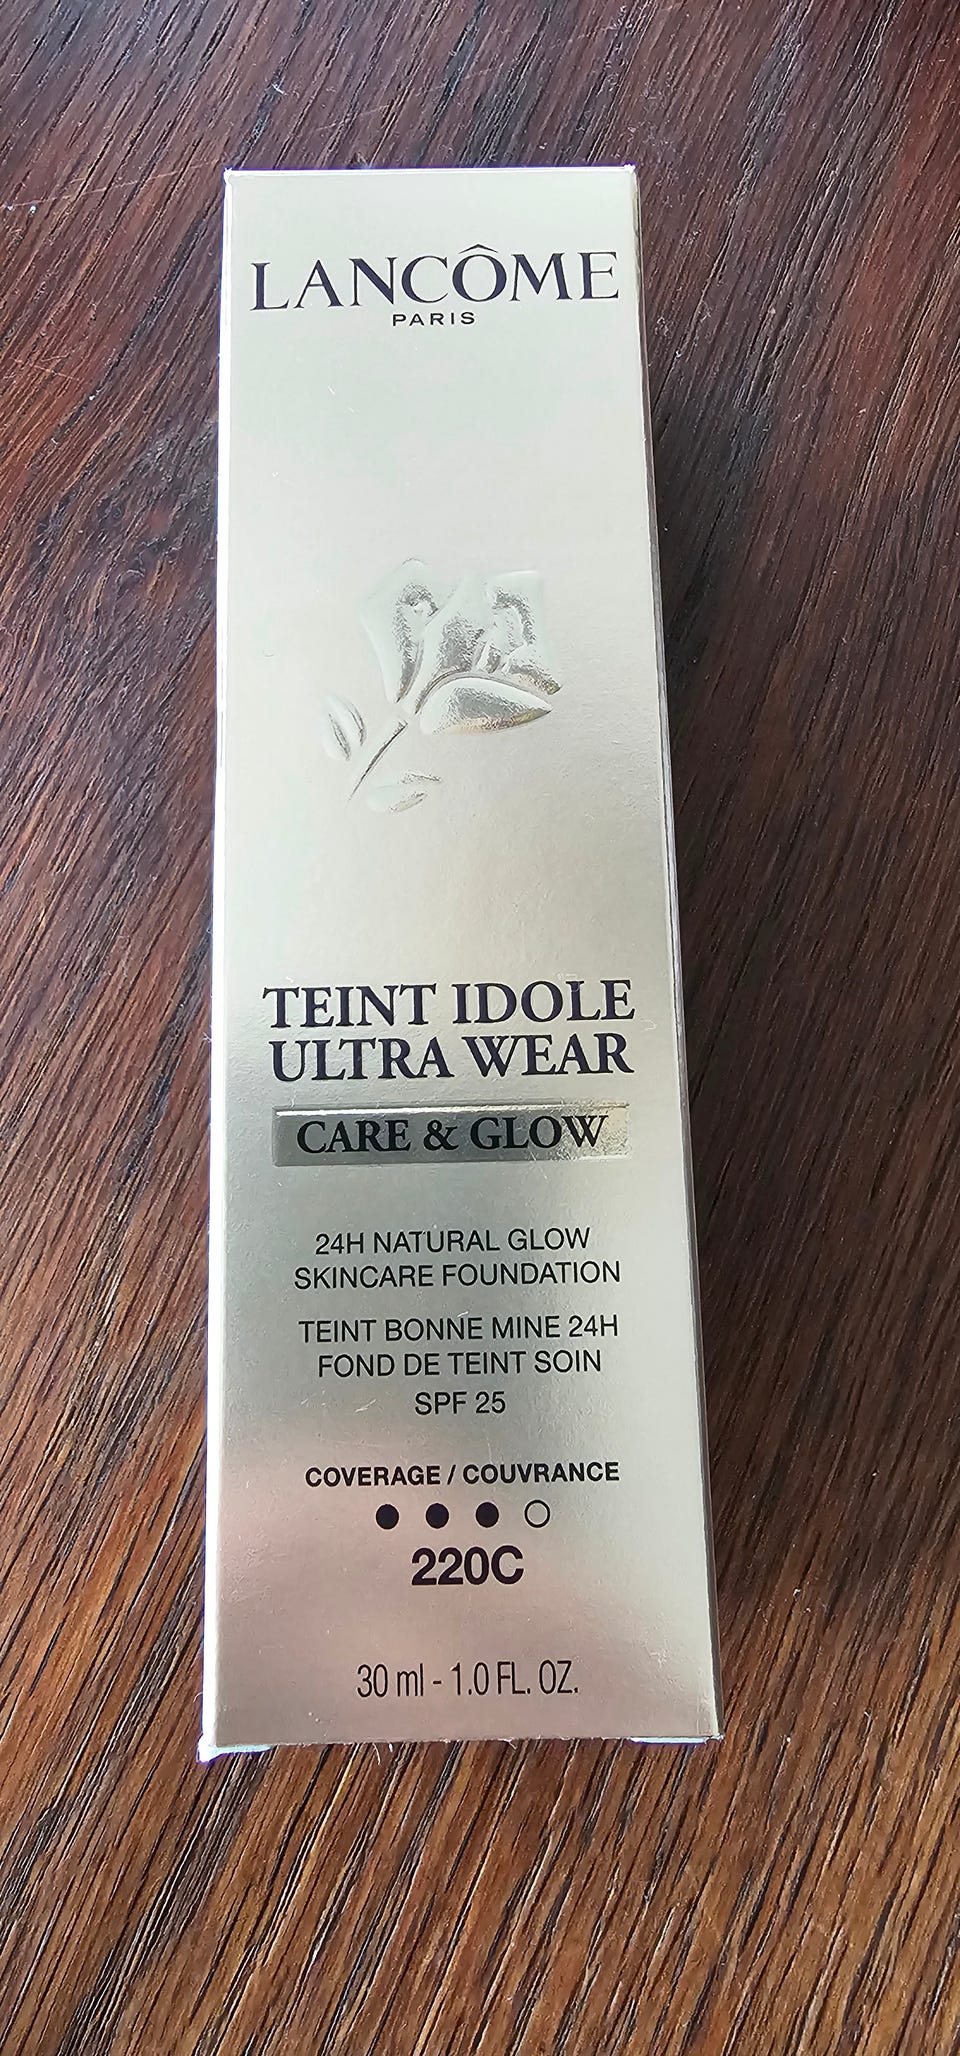 LANCÔME
PARIS
TEINT IDOLE
ULTRA WEAR
CARE & GLOW
24H NATURAL GLOW
SKINCARE FOUNDATION
TEINT BONNE MINE 24H
FOND DE TEINT SOIN
SPF 25
COVERAGE / COUVRANCE
220C
30 ml - 1.0 FL. OZ.